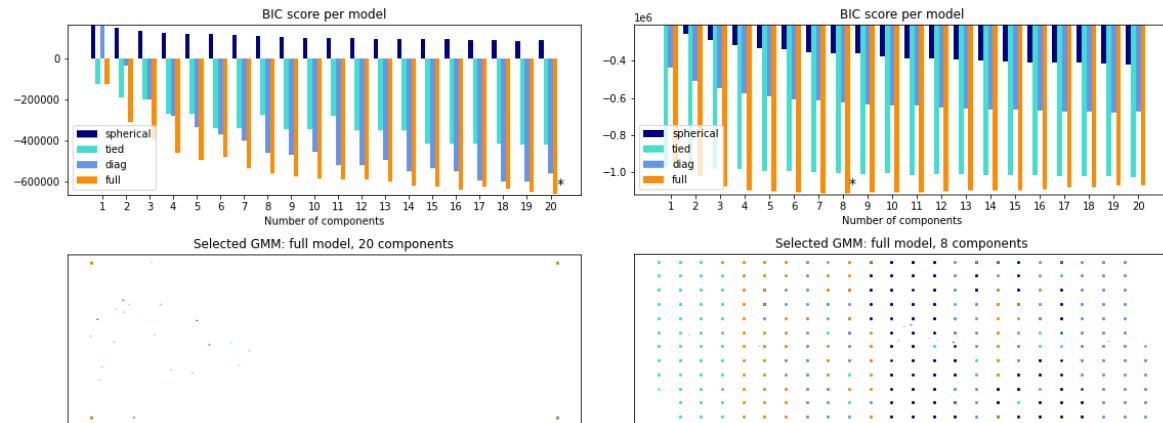 BIC score per model
0
−200000
−400000
−600000
spherical
tied
diag
full
*
1 2 3 4 5 6 7 8 9 10 11 12 13 14 15 16 17 18 19 20
Number of components
Selected GMM: full model, 20 components
BIC score per model
1e6
−0.4
−0.6
−0.8
−1.0
spherical
tied
diag
full
*
1 2 3 4 5 6 7 8 9 10 11 12 13 14 15 16 17 18 19 20
Number of components
Selected GMM: full model, 8 components